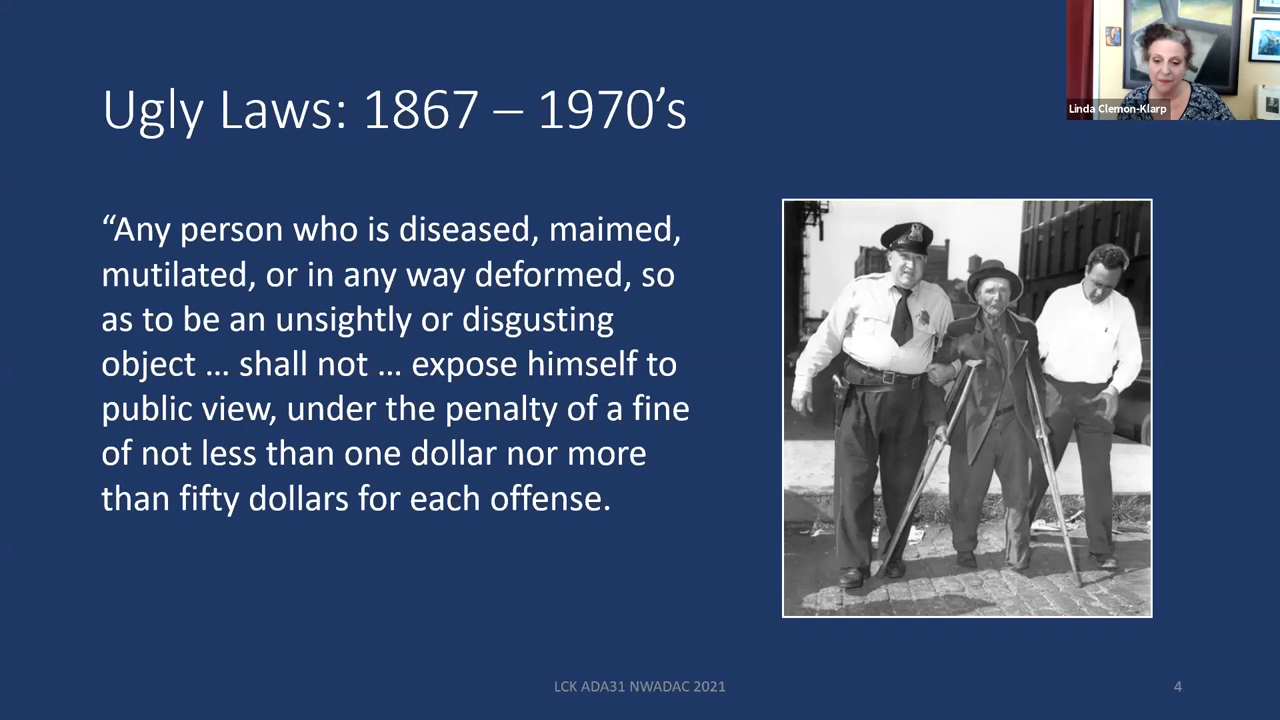 Linda Clemon-Klarp
Ugly Laws: 1867 – 1970’s
“Any person who is diseased, maimed,
mutilated, or in any way deformed, so
as to be an unsightly or disgusting
object … shall not … expose himself to
public view, under the penalty of a fine
of not less than one dollar nor more
than fifty dollars for each offense.
LCK ADA31 NWADAC 2021
4